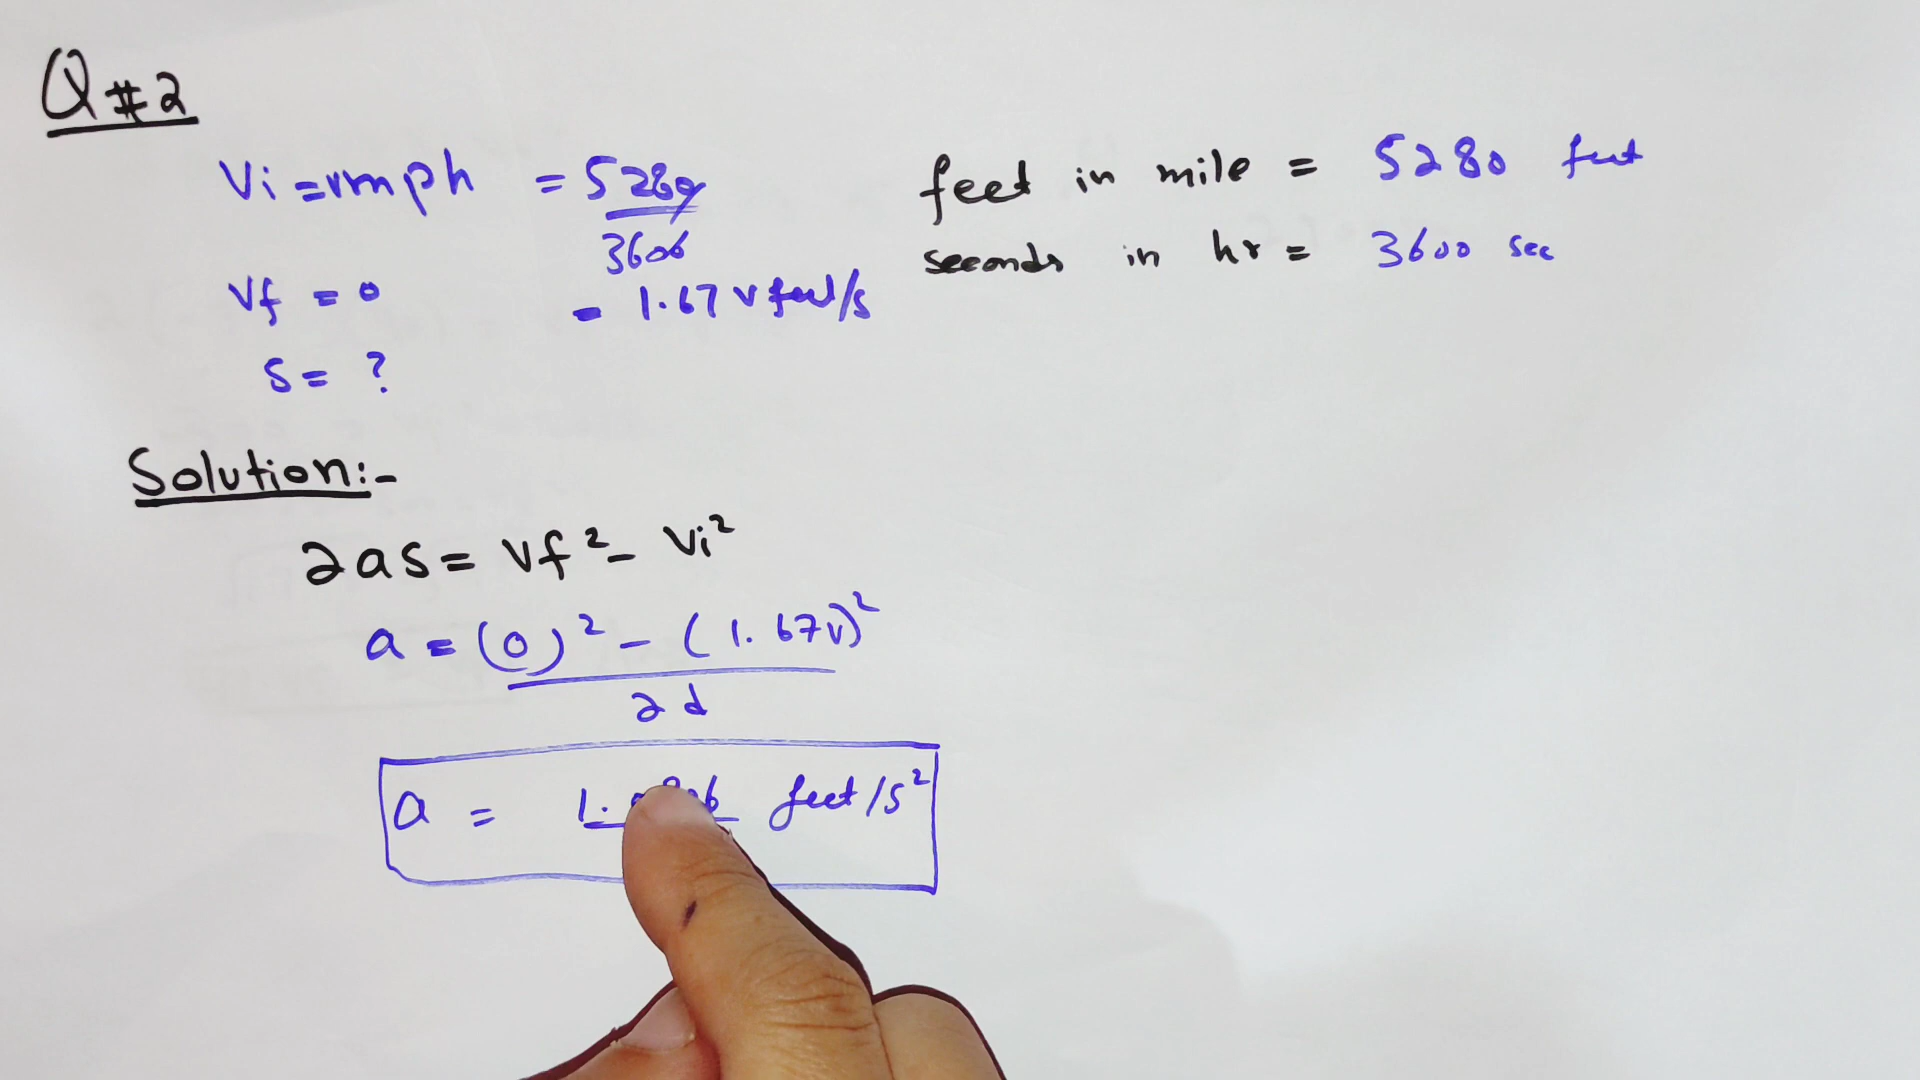 Q#2
Vi = vmph = 5280/3600
feet in mile = 5280 feet
seconds in hr = 3600 sec
Vf = 0
= 1.67 v feet/s
S = ?
Solution:-
2as = vf² - vi²
a = (0)² - (1.67v)² / 2d
a = feet/s²